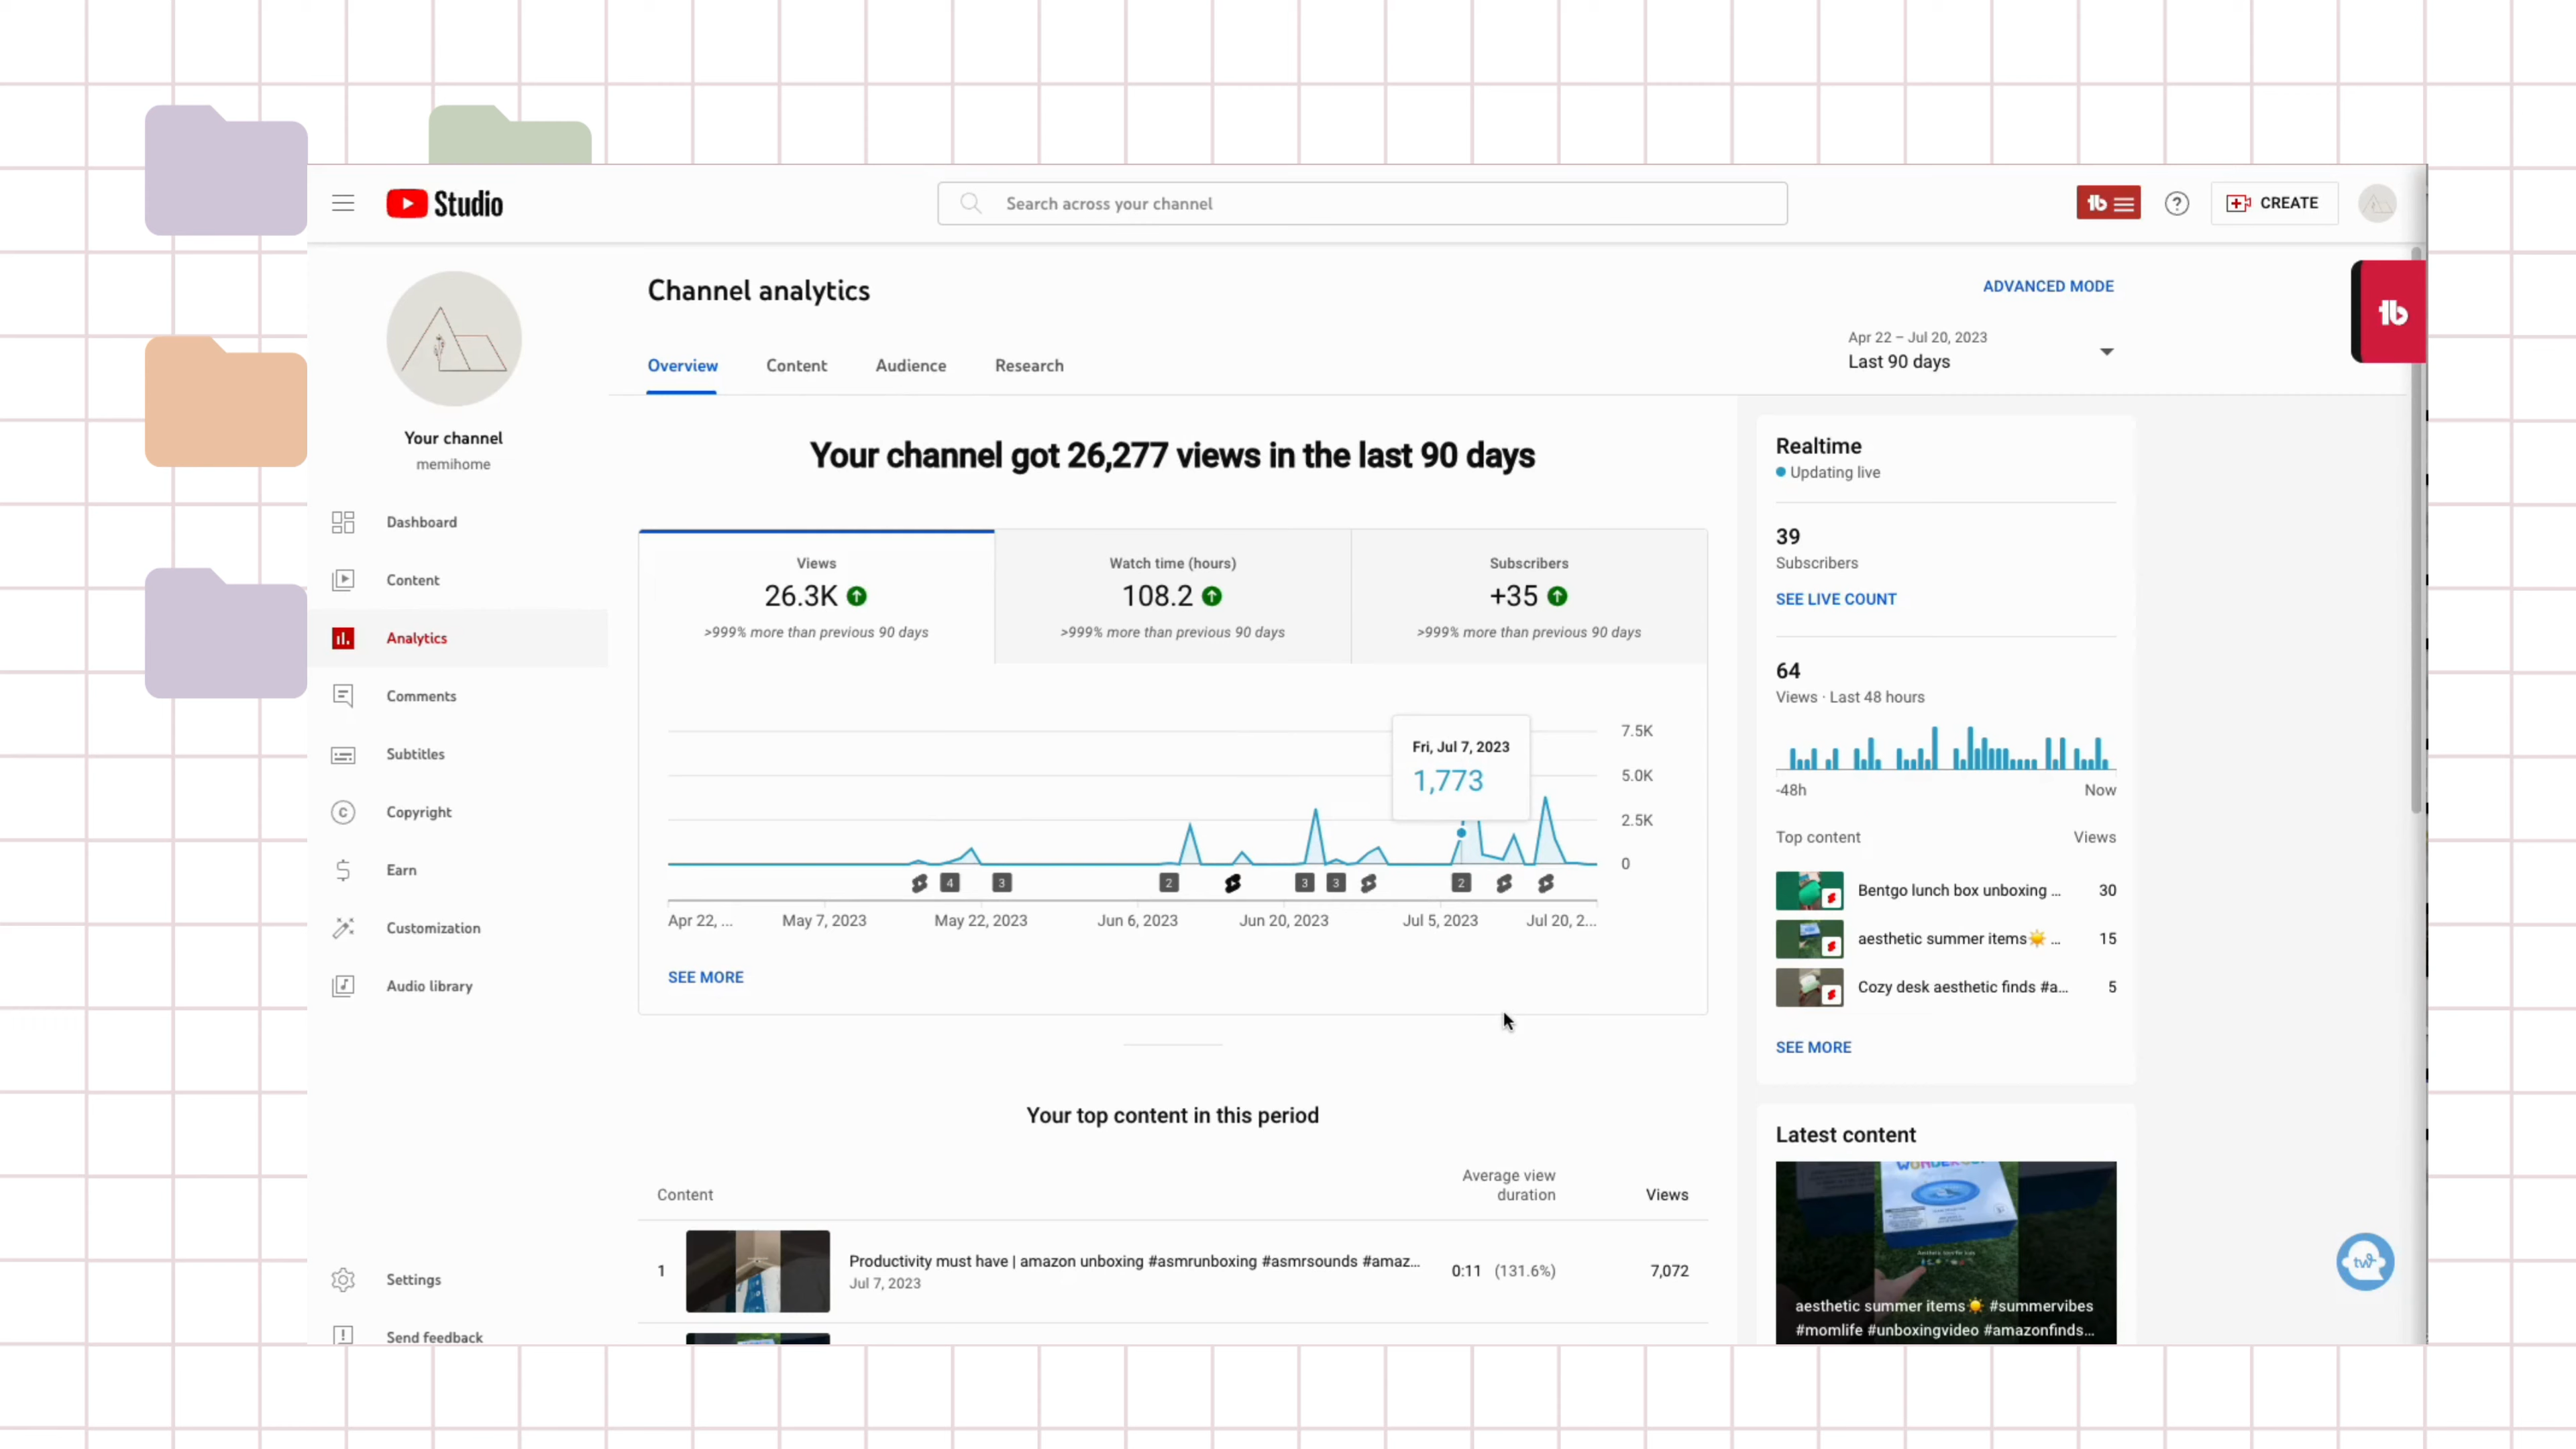 Studio
Search across your channel
CREATE
Your channel
memihome
Dashboard
Content
Analytics
Comments
Subtitles
Copyright
Earn
Customization
Audio library
Settings
Send feedback
Channel analytics
ADVANCED MODE
Overview
Content
Audience
Research
Apr 22 – Jul 20, 2023
Last 90 days
Your channel got 26,277 views in the last 90 days
Views
26.3K
>999% more than previous 90 days
Watch time (hours)
108.2
>999% more than previous 90 days
Subscribers
+35
>999% more than previous 90 days
Fri, Jul 7, 2023
1,773
7.5K
5.0K
2.5K
0
4 3 2 3 3 2
Apr 22, ... May 7, 2023 May 22, 2023 Jun 6, 2023 Jun 20, 2023 Jul 5, 2023 Jul 20, 2...
SEE MORE
Your top content in this period
Content Average view duration Views
1 Productivity must have | amazon unboxing #asmrunboxing #asmrsounds #amaz... 0:11 (131.6%) 7,072
Jul 7, 2023
Realtime
Updating live
39
Subscribers
SEE LIVE COUNT
64
Views · Last 48 hours
-48h Now
Top content Views
Bentgo lunch box unboxing ... 30
aesthetic summer items☀️ ... 15
Cozy desk aesthetic finds #a... 5
SEE MORE
Latest content
aesthetic summer items☀️ #summervibes
#momlife #unboxingvideo #amazonfinds...